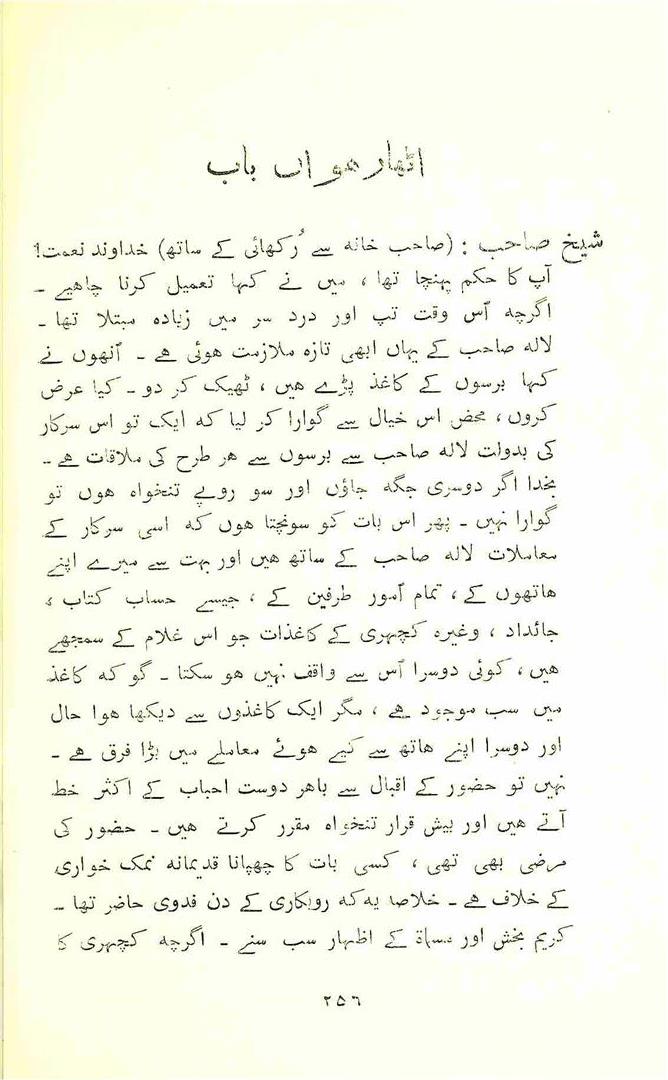 اٹھارھواں باب
شیخ صاحب : (صاحب خانہ سے رُکھائی کے ساتھ) خداوند نعمت!
آپ کا حکم پہنچا تھا ، میں نے کہا تعمیل کرنا چاہیے ۔
اگرچہ اُس وقت تپ اور درد سر میں زیادہ مبتلا تھا ۔
لالہ صاحب کے یہاں ابھی تازہ ملازمت ہوئی ہے ۔ اُنھوں نے
کہا برسوں کے کاغذ پڑے ہیں ، ٹھیک کر دو ۔ کیا عرض
کروں ، محض اس خیال سے گوارا کر لیا کہ ایک تو اس سرکار
کی بدولت لالہ صاحب سے برسوں سے ہر طرح کی ملاقات ہے ۔
بخدا اگر دوسری جگہ جاؤں اور سو روپے تنخواہ ہوں تو
گوارا نہیں ۔ پھر اس بات کو سونچتا ہوں کہ اسی سرکار کے
معاملات لالہ صاحب کے ساتھ ہیں اور بہت سے میرے اپنے
ہاتھوں کے ، تمام اُمور طرفین کے ، جیسے حساب کتاب ،
جائداد ، وغیرہ کچہری کے کاغذات جو اس غلام کے سمجھے
ہیں ، کوئی دوسرا اُس سے واقف نہیں ہو سکتا ۔ گو کہ کاغذ
میں سب موجود ہے ، مگر ایک کاغذوں سے دیکھا ہوا حال
اور دوسرا اپنے ہاتھ سے کیے ہوئے معاملے میں بڑا فرق ہے ۔
نہیں تو حضور کے اقبال سے باہر دوست احباب کے اکثر خط
آتے ہیں اور بیش قرار تنخواہ مقرر کرتے ہیں ۔ حضور کی
مرضی بھی تھی ، کسی بات کا چھپانا قدیمانہ نمک خواری
کے خلاف ہے ۔ خلاصا یہ کہ روبکاری کے دن فدوی حاضر تھا ۔
کریم بخش اور مسماۃ کے اظہار سب سنے ۔ اگرچہ کچہری کا
۲۵۶